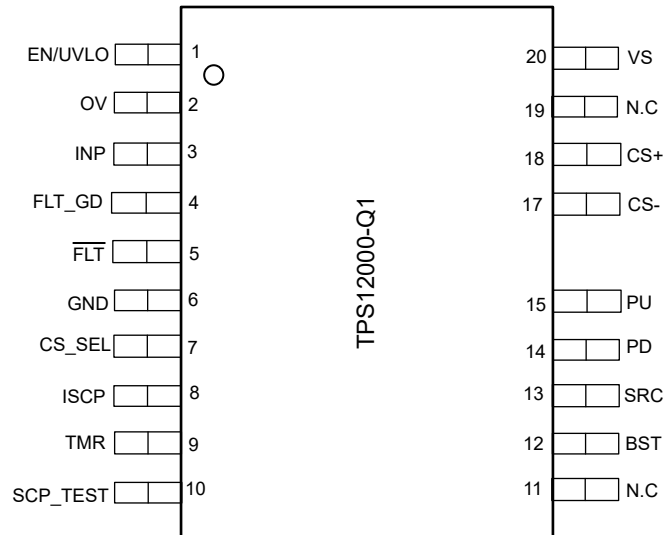 EN/UVLO 1 20 VS
OV 2 19 N.C
INP 3 18 CS+
FLT_GD 4 17 CS-
FLT 5
GND 6 15 PU
CS_SEL 7 14 PD
ISCP 8 13 SRC
TMR 9 12 BST
SCP_TEST 10 11 N.C
TPS12000-Q1